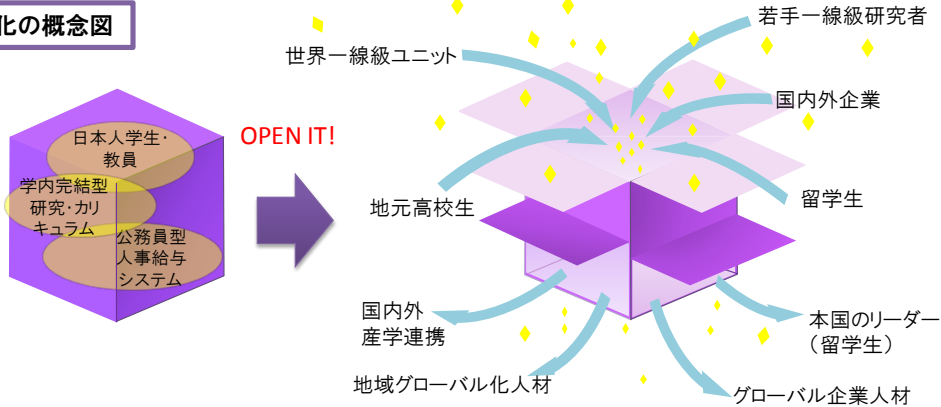 化の概念図
日本人学生・
教員
学内完結型
研究・カリ
キュラム
公務員型
人事給与
システム
OPEN IT!
若手一線級研究者
世界一線級ユニット
国内外企業
地元高校生
留学生
国内外
産学連携
本国のリーダー
(留学生)
地域グローバル化人材
グローバル企業人材